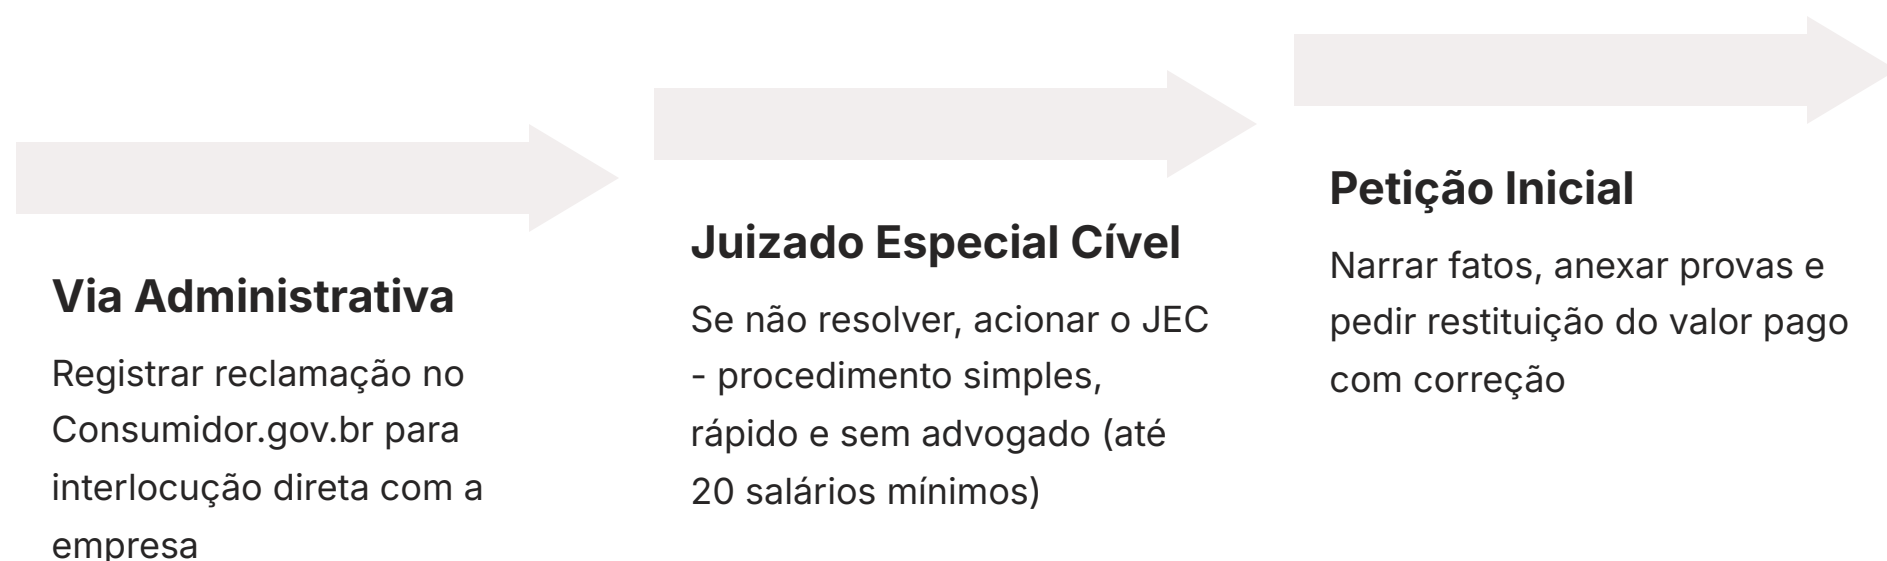 Via Administrativa
Registrar reclamação no
Consumidor.gov.br para
interlocução direta com a
empresa
Juizado Especial Cível
Se não resolver, acionar o JEC
- procedimento simples,
rápido e sem advogado (até
20 salários mínimos)
Petição Inicial
Narrar fatos, anexar provas e
pedir restituição do valor pago
com correção